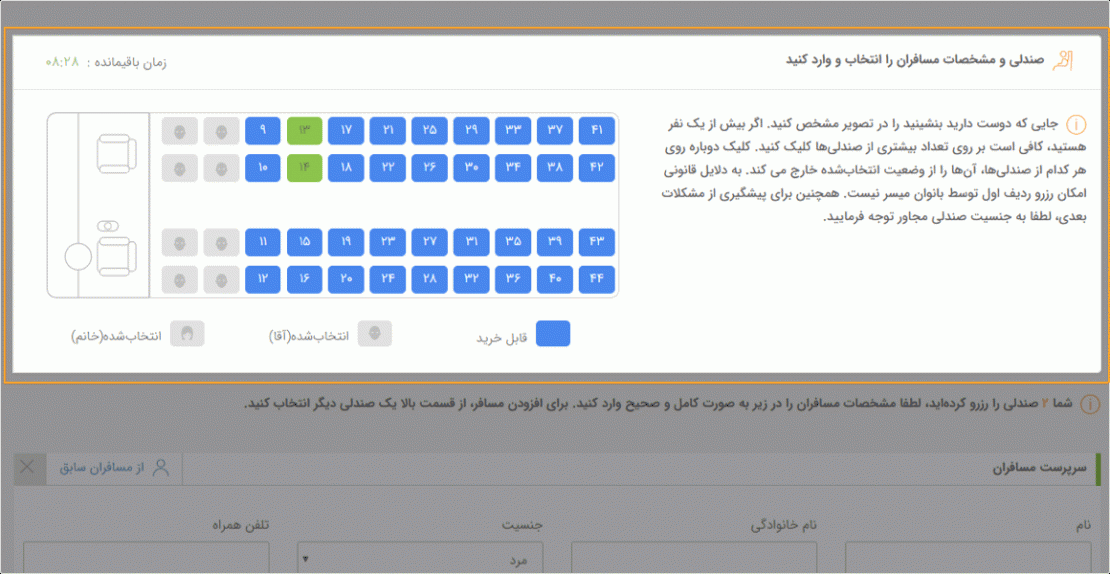 صندلی و مشخصات مسافران را انتخاب و وارد کنید
زمان باقیمانده : ۰۸:۲۸
جایی که دوست دارید بنشینید را در تصویر مشخص کنید. اگر بیش از یک نفر
هستید، کافی است بر روی تعداد بیشتری از صندلی‌ها کلیک کنید. کلیک دوباره روی
هر کدام از صندلی‌ها، آن‌ها را از وضعیت انتخاب‌شده خارج می کند. به دلایل قانونی
امکان رزرو ردیف اول توسط بانوان میسر نیست. همچنین برای پیشگیری از مشکلات
بعدی، لطفا به جنسیت صندلی مجاور توجه فرمایید.
۹ ۱۳ ۱۷ ۲۱ ۲۵ ۲۹ ۳۳ ۳۷ ۴۱
۱۰ ۱۴ ۱۸ ۲۲ ۲۶ ۳۰ ۳۴ ۳۸ ۴۲
۱۱ ۱۵ ۱۹ ۲۳ ۲۷ ۳۱ ۳۵ ۳۹ ۴۳
۱۲ ۱۶ ۲۰ ۲۴ ۲۸ ۳۲ ۳۶ ۴۰ ۴۴
قابل خرید
انتخاب‌شده(آقا)
انتخاب‌شده(خانم)
شما ۲ صندلی را رزرو کرده‌اید، لطفا مشخصات مسافران را در زیر به صورت کامل و صحیح وارد کنید. برای افزودن مسافر، از قسمت بالا یک صندلی دیگر انتخاب کنید.
سرپرست مسافران
از مسافران سابق
نام
نام خانوادگی
جنسیت
تلفن همراه
مرد